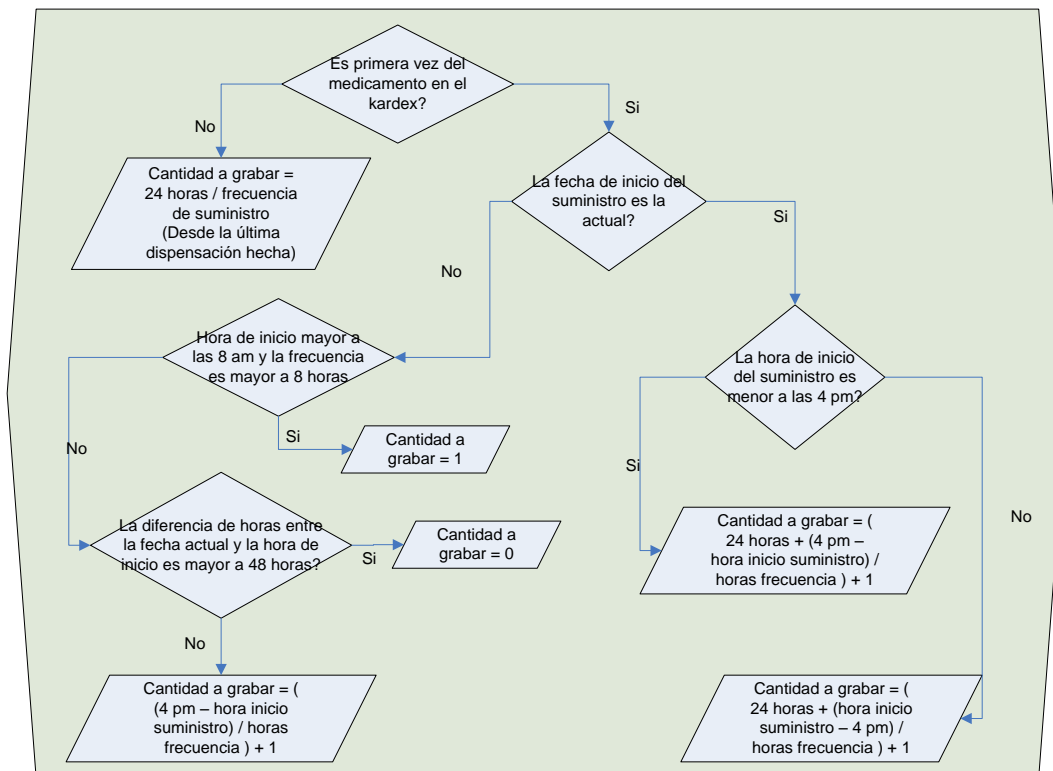 Es primera vez del
medicamento en el
kardex?
No
Si
Cantidad a grabar =
24 horas / frecuencia
de suministro
(Desde la última
dispensación hecha)
La fecha de inicio del
suministro es la
actual?
Si
No
Hora de inicio mayor a
las 8 am y la frecuencia
es mayor a 8 horas
La hora de inicio
del suministro es
menor a las 4 pm?
No
Si
Cantidad a
grabar = 1
Si
No
La diferencia de horas entre
la fecha actual y la hora de
inicio es mayor a 48 horas?
Si
Cantidad a
grabar = 0
Cantidad a grabar = (
24 horas + (4 pm –
hora inicio suministro) /
horas frecuencia ) + 1
No
Cantidad a grabar = (
(4 pm – hora inicio
suministro) / horas
frecuencia ) + 1
Cantidad a grabar = (
24 horas + (hora inicio
suministro – 4 pm) /
horas frecuencia ) + 1